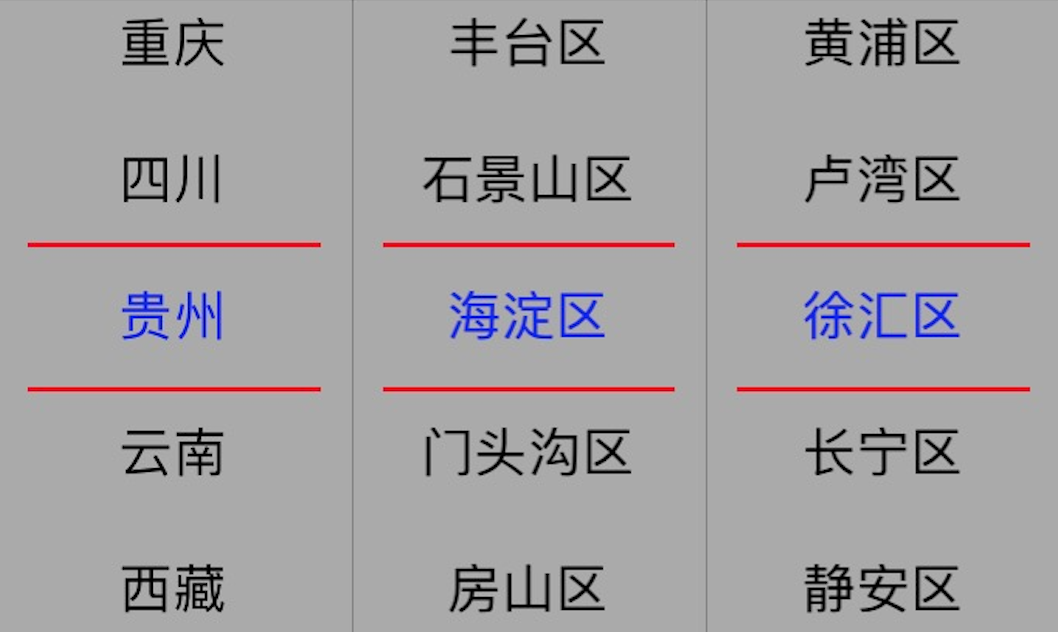 重庆 丰台区 黄浦区
四川 石景山区 卢湾区
贵州 海淀区 徐汇区
云南 门头沟区 长宁区
西藏 房山区 静安区